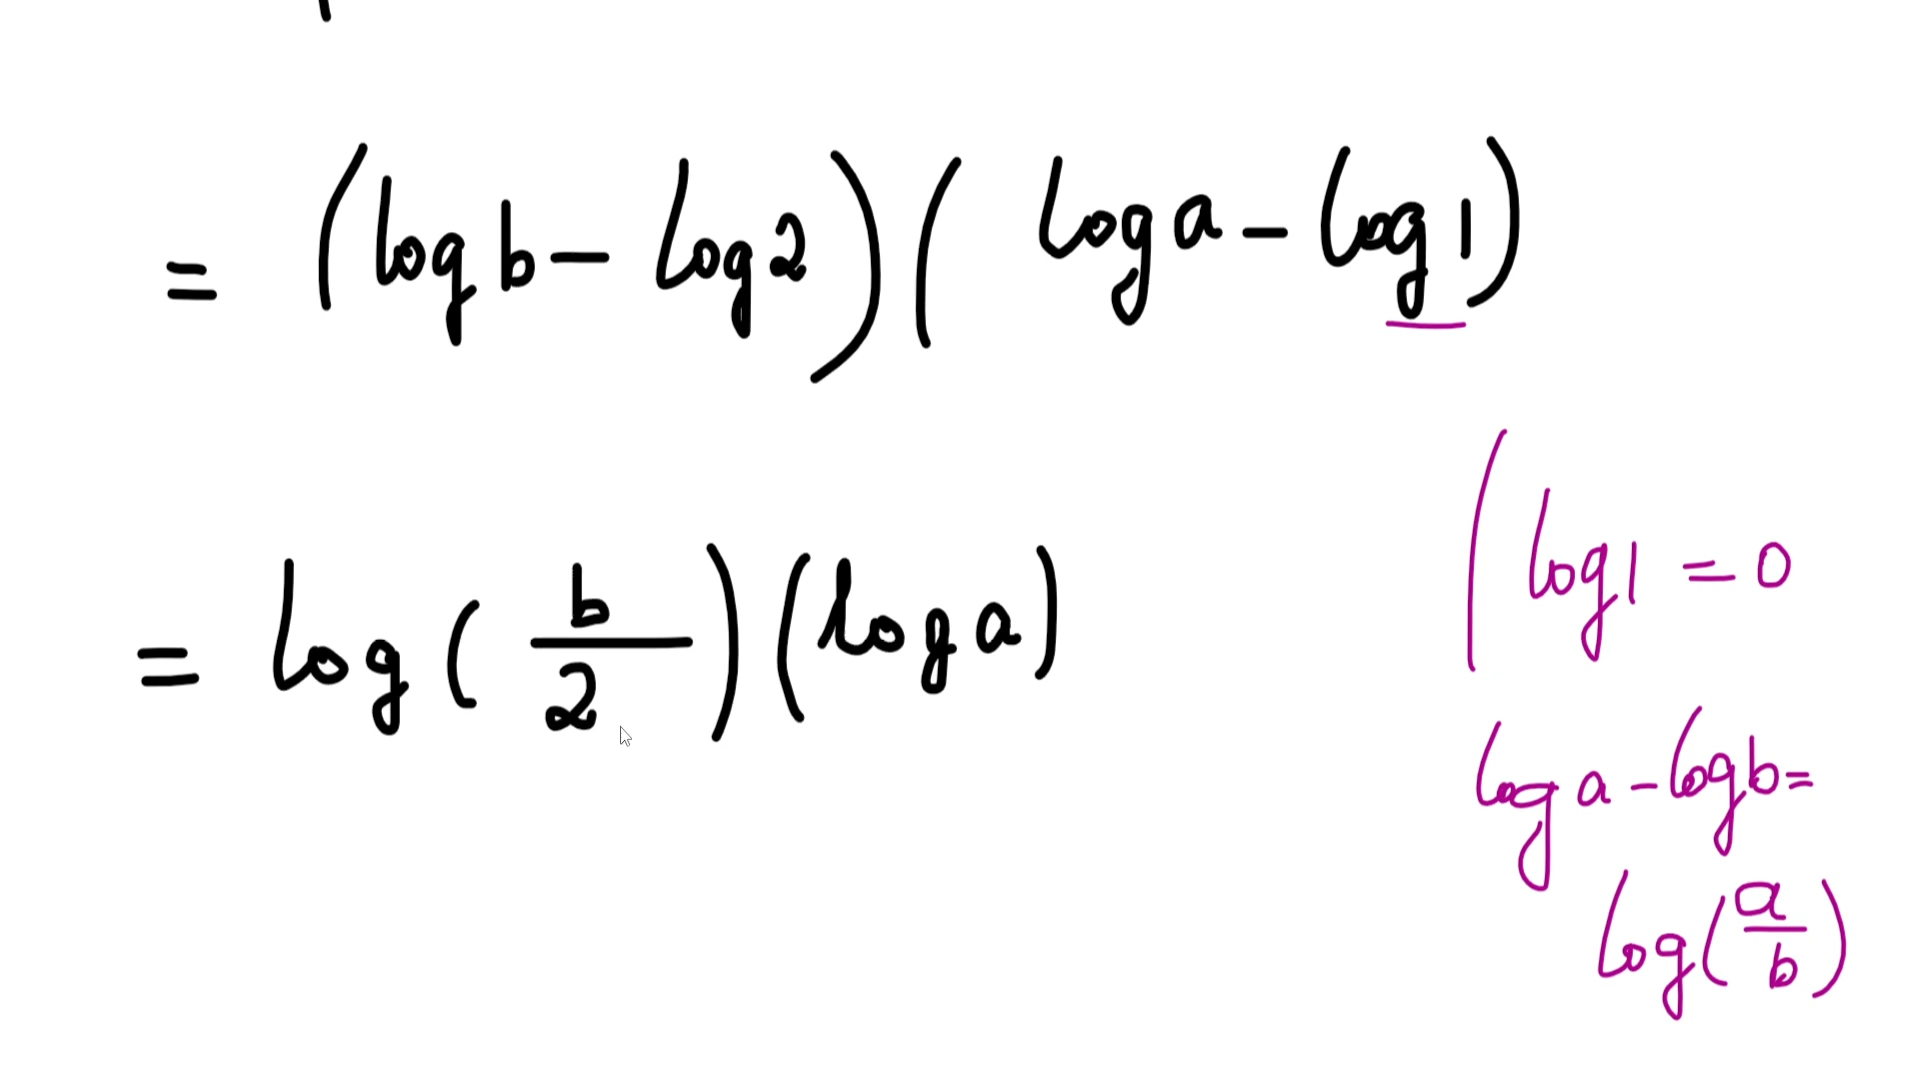 = (log b - log 2) (log a - log 1)
= log (b/2) (log a)
(log 1 = 0
log a - log b =
log (a/b)